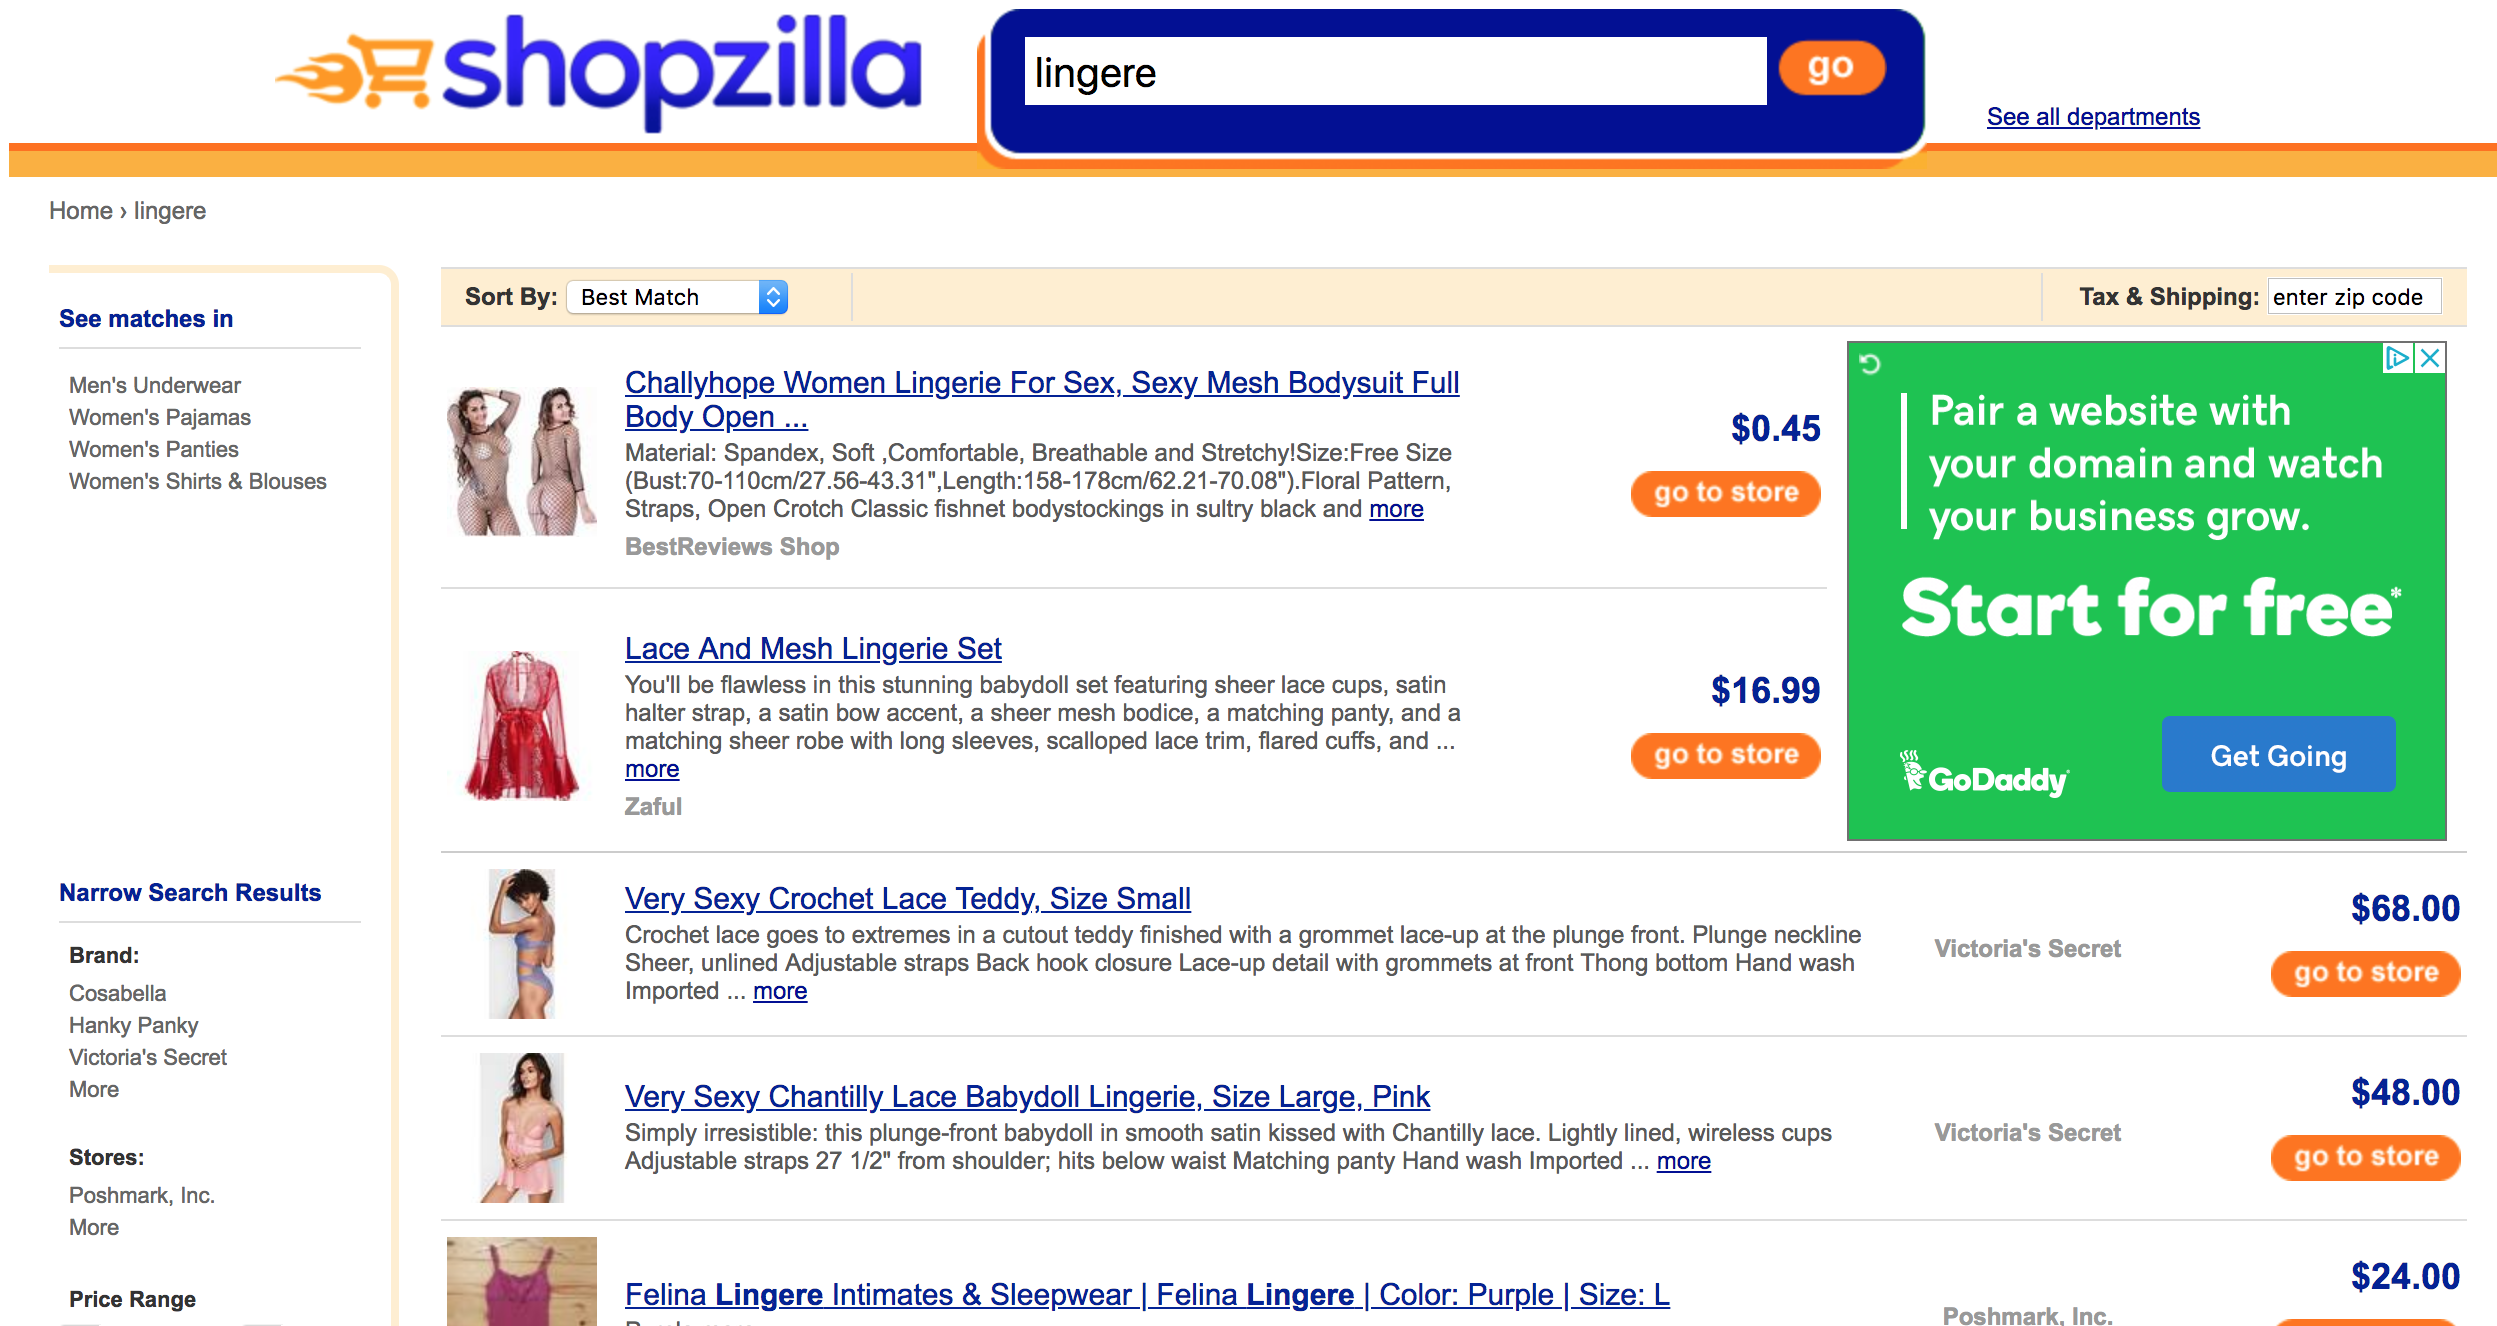 shopzilla
lingere
go
See all departments
Home › lingere
See matches in
Men's Underwear
Women's Pajamas
Women's Panties
Women's Shirts & Blouses
Narrow Search Results
Brand:
Cosabella
Hanky Panky
Victoria's Secret
More
Stores:
Poshmark, Inc.
More
Price Range
Sort By: Best Match
Tax & Shipping: enter zip code
Challyhope Women Lingerie For Sex, Sexy Mesh Bodysuit Full
Body Open ...
Material: Spandex, Soft ,Comfortable, Breathable and Stretchy!Size:Free Size
(Bust:70-110cm/27.56-43.31",Length:158-178cm/62.21-70.08").Floral Pattern,
Straps, Open Crotch Classic fishnet bodystockings in sultry black and more
BestReviews Shop
$0.45
go to store
Lace And Mesh Lingerie Set
You'll be flawless in this stunning babydoll set featuring sheer lace cups, satin
halter strap, a satin bow accent, a sheer mesh bodice, a matching panty, and a
matching sheer robe with long sleeves, scalloped lace trim, flared cuffs, and ...
more
Zaful
$16.99
go to store
Pair a website with
your domain and watch
your business grow.
Start for free*
GoDaddy
Get Going
Very Sexy Crochet Lace Teddy, Size Small
Crochet lace goes to extremes in a cutout teddy finished with a grommet lace-up at the plunge front. Plunge neckline
Sheer, unlined Adjustable straps Back hook closure Lace-up detail with grommets at front Thong bottom Hand wash
Imported ... more
Victoria's Secret
$68.00
go to store
Very Sexy Chantilly Lace Babydoll Lingerie, Size Large, Pink
Simply irresistible: this plunge-front babydoll in smooth satin kissed with Chantilly lace. Lightly lined, wireless cups
Adjustable straps 27 1/2" from shoulder; hits below waist Matching panty Hand wash Imported ... more
Victoria's Secret
$48.00
go to store
Felina Lingere Intimates & Sleepwear | Felina Lingere | Color: Purple | Size: L
$24.00
Poshmark, Inc.